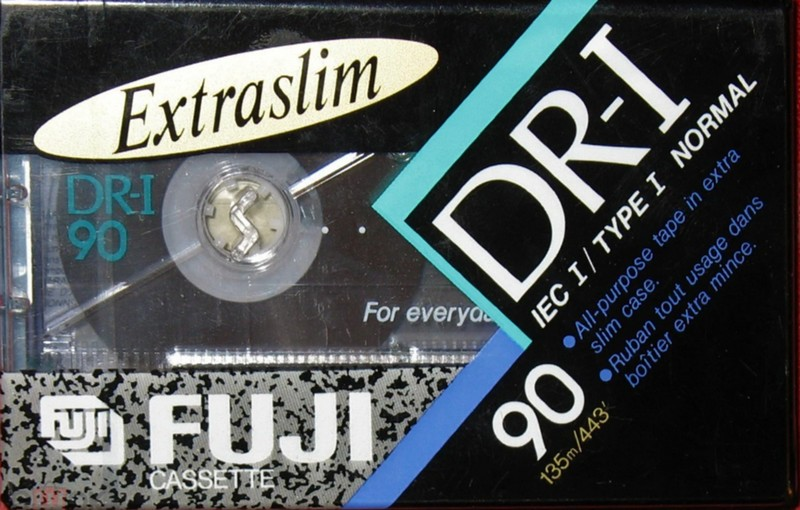 Extraslim
DR-I
90
For everyda
FUJI
FUJI
CASSETTE
DR-I
IEC I / TYPE I NORMAL
●All-purpose tape in extra
slim case.
●Ruban tout usage dans
boîtier extra mince.
90
135m/443'